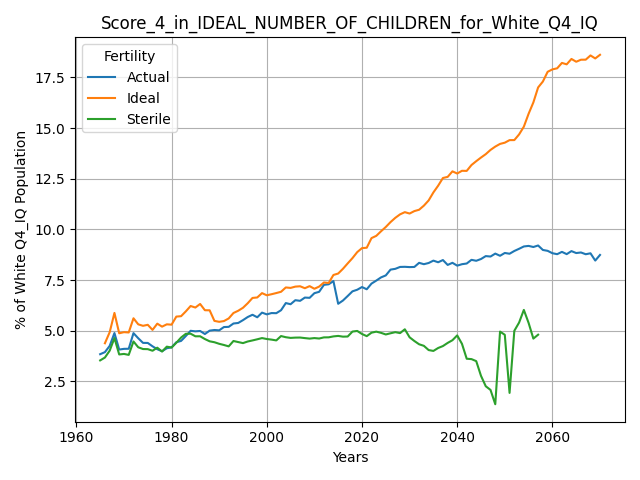 Score_4_in_IDEAL_NUMBER_OF_CHILDREN_for_White_Q4_IQ
Fertility
Actual
Ideal
Sterile
% of White Q4_IQ Population
17.5
15.0
12.5
10.0
7.5
5.0
2.5
1960 1980 2000 2020 2040 2060
Years